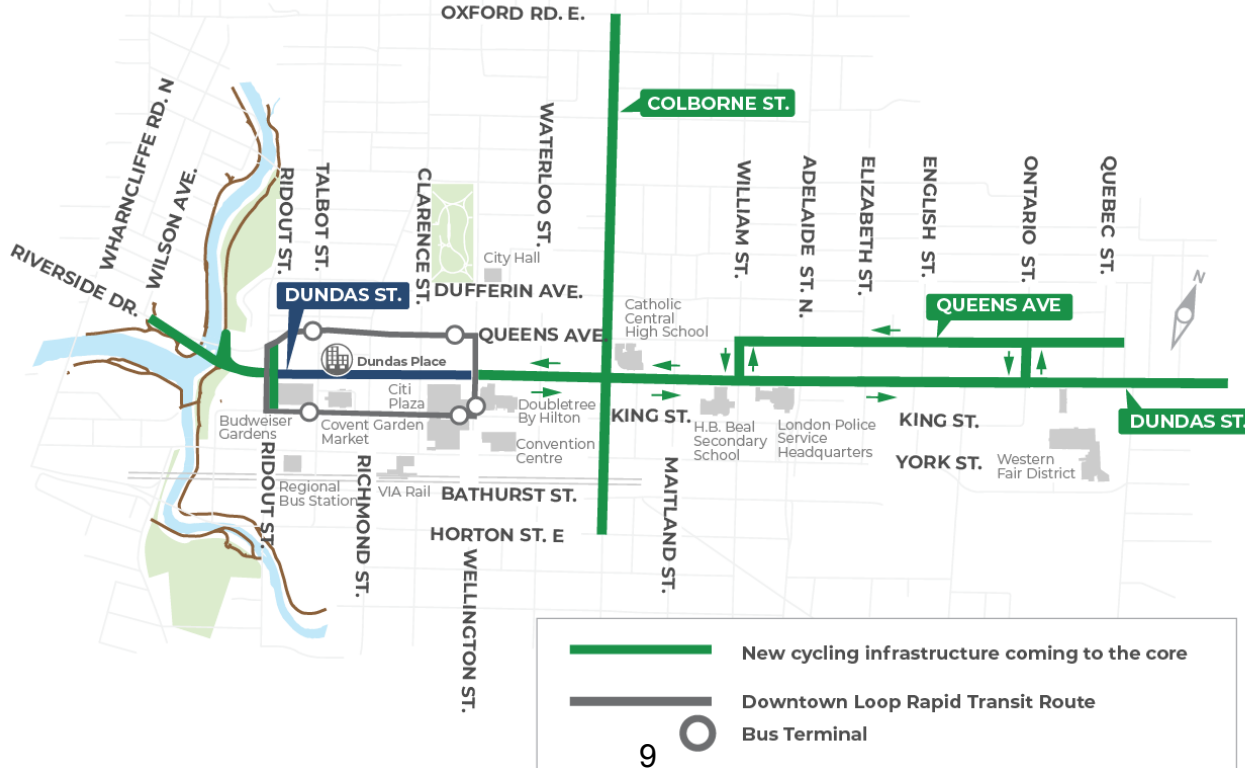 OXFORD RD. E.
COLBORNE ST.
WHARNCLIFFE RD. N
WILSON AVE.
RIVERSIDE DR.
RIDOUT ST.
TALBOT ST.
CLARENCE ST.
WATERLOO ST.
WILLIAM ST.
ADELAIDE ST. N.
ELIZABETH ST.
ENGLISH ST.
ONTARIO ST.
QUEBEC ST.
N
City Hall
DUFFERIN AVE.
DUNDAS ST.
QUEENS AVE
Catholic
Central
High School
QUEENS AVE.
Dundas Place
Citi
Plaza
Doubletree
By Hilton
KING ST.
KING ST.
DUNDAS ST.
Budweiser
Gardens
Covent Garden
Market
H.B. Beal
Secondary
School
London Police
Service
Headquarters
Convention
Centre
YORK ST.
Western
Fair District
RIDOUT ST.
Regional
Bus Station
RICHMOND ST.
VIA Rail
BATHURST ST.
MAITLAND ST.
HORTON ST. E
WELLINGTON ST.
New cycling infrastructure coming to the core
Downtown Loop Rapid Transit Route
Bus Terminal
9